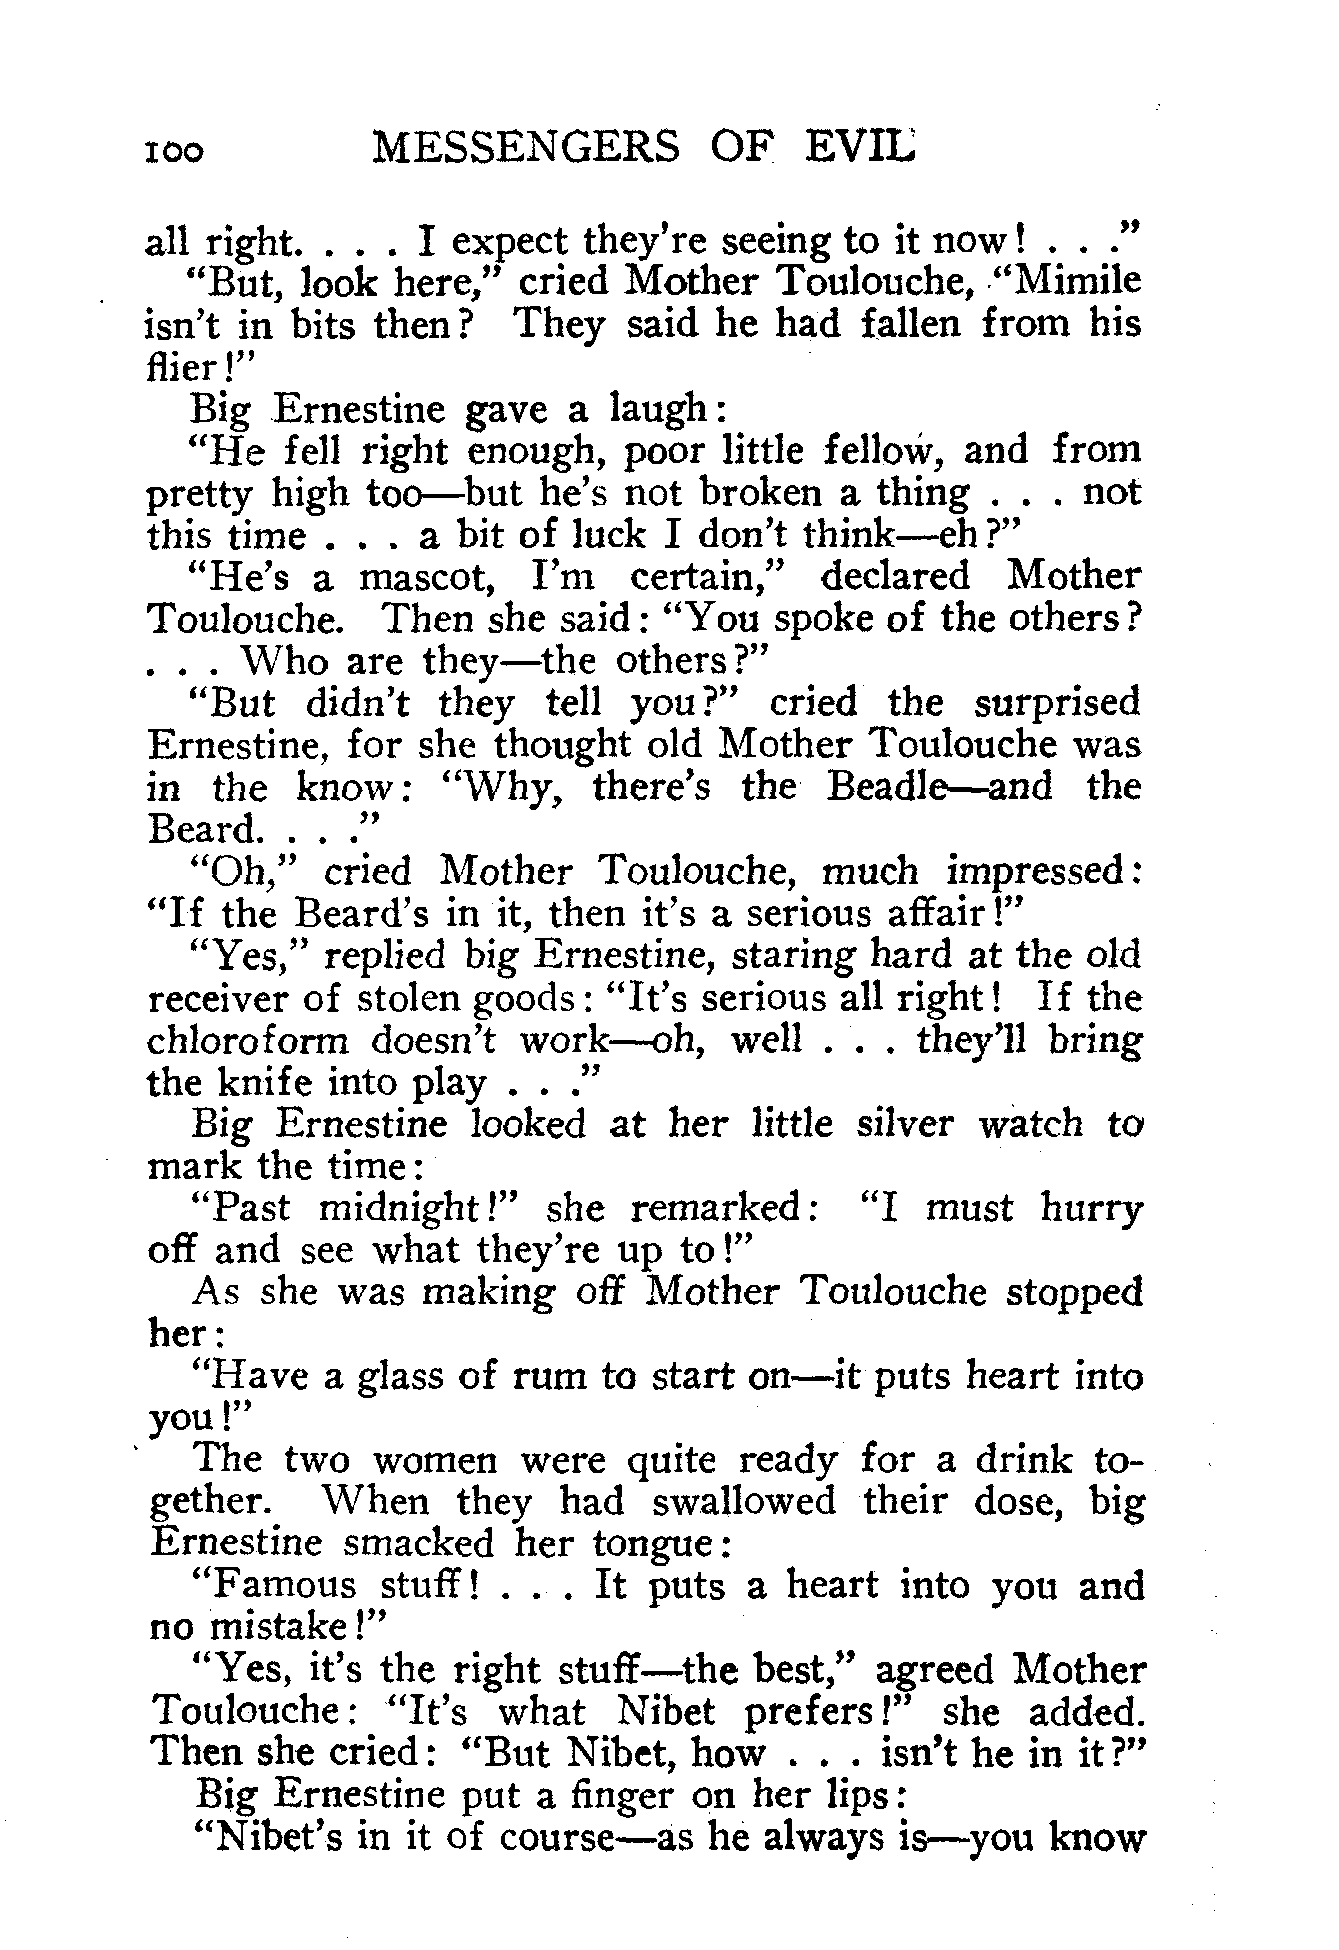 100 MESSENGERS OF EVIL
all right. . . . I expect they're seeing to it now! . . ."
"But, look here," cried Mother Toulouche, "Mimile
isn't in bits then? They said he had fallen from his
flier!"
Big Ernestine gave a laugh:
"He fell right enough, poor little fellow, and from
pretty high too—but he's not broken a thing . . . not
this time . . . a bit of luck I don't think—eh?"
"He's a mascot, I'm certain," declared Mother
Toulouche. Then she said: "You spoke of the others?
. . . Who are they—the others?"
"But didn't they tell you?" cried the surprised
Ernestine, for she thought old Mother Toulouche was
in the know: "Why, there's the Beadle—and the
Beard. . . ."
"Oh," cried Mother Toulouche, much impressed:
"If the Beard's in it, then it's a serious affair!"
"Yes," replied big Ernestine, staring hard at the old
receiver of stolen goods: "It's serious all right! If the
chloroform doesn't work—oh, well . . . they'll bring
the knife into play . . ."
Big Ernestine looked at her little silver watch to
mark the time:
"Past midnight!" she remarked: "I must hurry
off and see what they're up to!"
As she was making off Mother Toulouche stopped
her:
"Have a glass of rum to start on—it puts heart into
you!"
The two women were quite ready for a drink to-
gether. When they had swallowed their dose, big
Ernestine smacked her tongue:
"Famous stuff! . . . It puts a heart into you and
no mistake!"
"Yes, it's the right stuff—the best," agreed Mother
Toulouche: "It's what Nibet prefers!" she added.
Then she cried: "But Nibet, how . . . isn't he in it?"
Big Ernestine put a finger on her lips:
"Nibet's in it of course—as he always is—you know